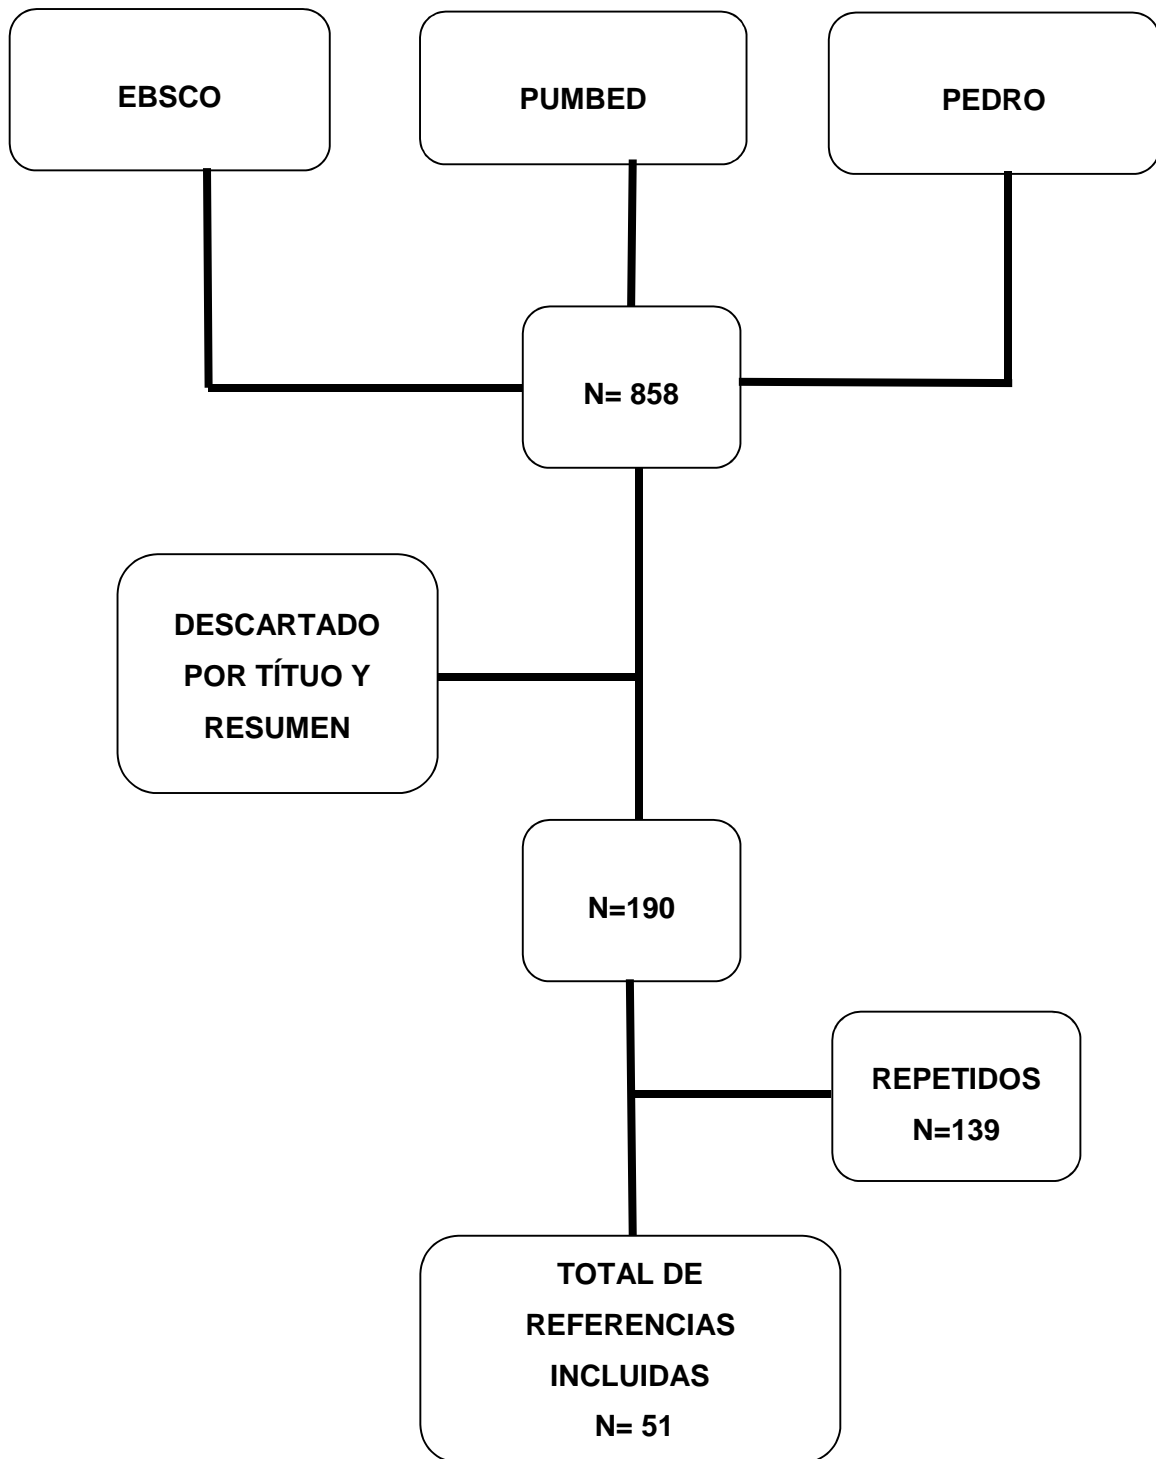 EBSCO
PUMBED
PEDRO
N= 858
DESCARTADO
POR TÍTUO Y
RESUMEN
N=190
REPETIDOS
N=139
TOTAL DE
REFERENCIAS
INCLUIDAS
N= 51